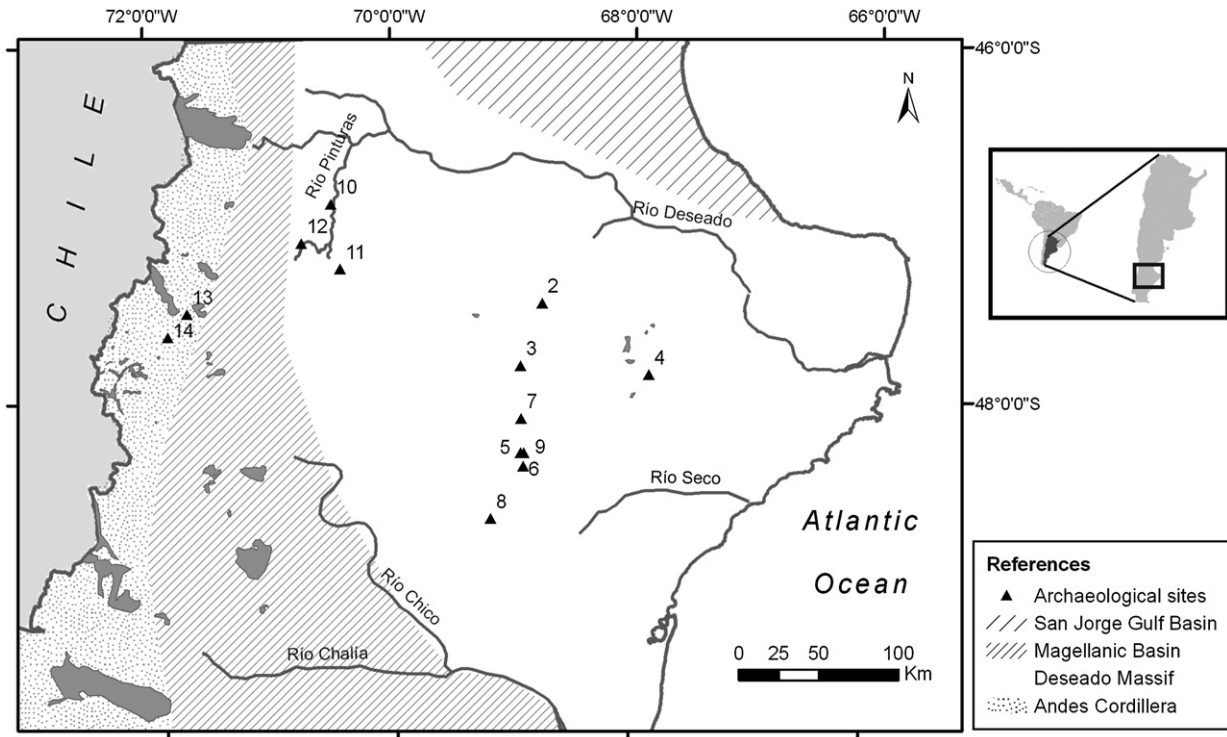 72°0'0"W 70°0'0"W 68°0'0"W 66°0'0"W
46°0'0"S
N
CHILE
Río Pinturas
10
12
11
Río Deseado
13
14
2
3
4
7
48°0'0"S
5 9
6
8
Río Seco
Atlantic
Ocean
Río Chico
Río Chalía
0 25 50 100
Km
References
Archaeological sites
San Jorge Gulf Basin
Magellanic Basin
Deseado Massif
Andes Cordillera